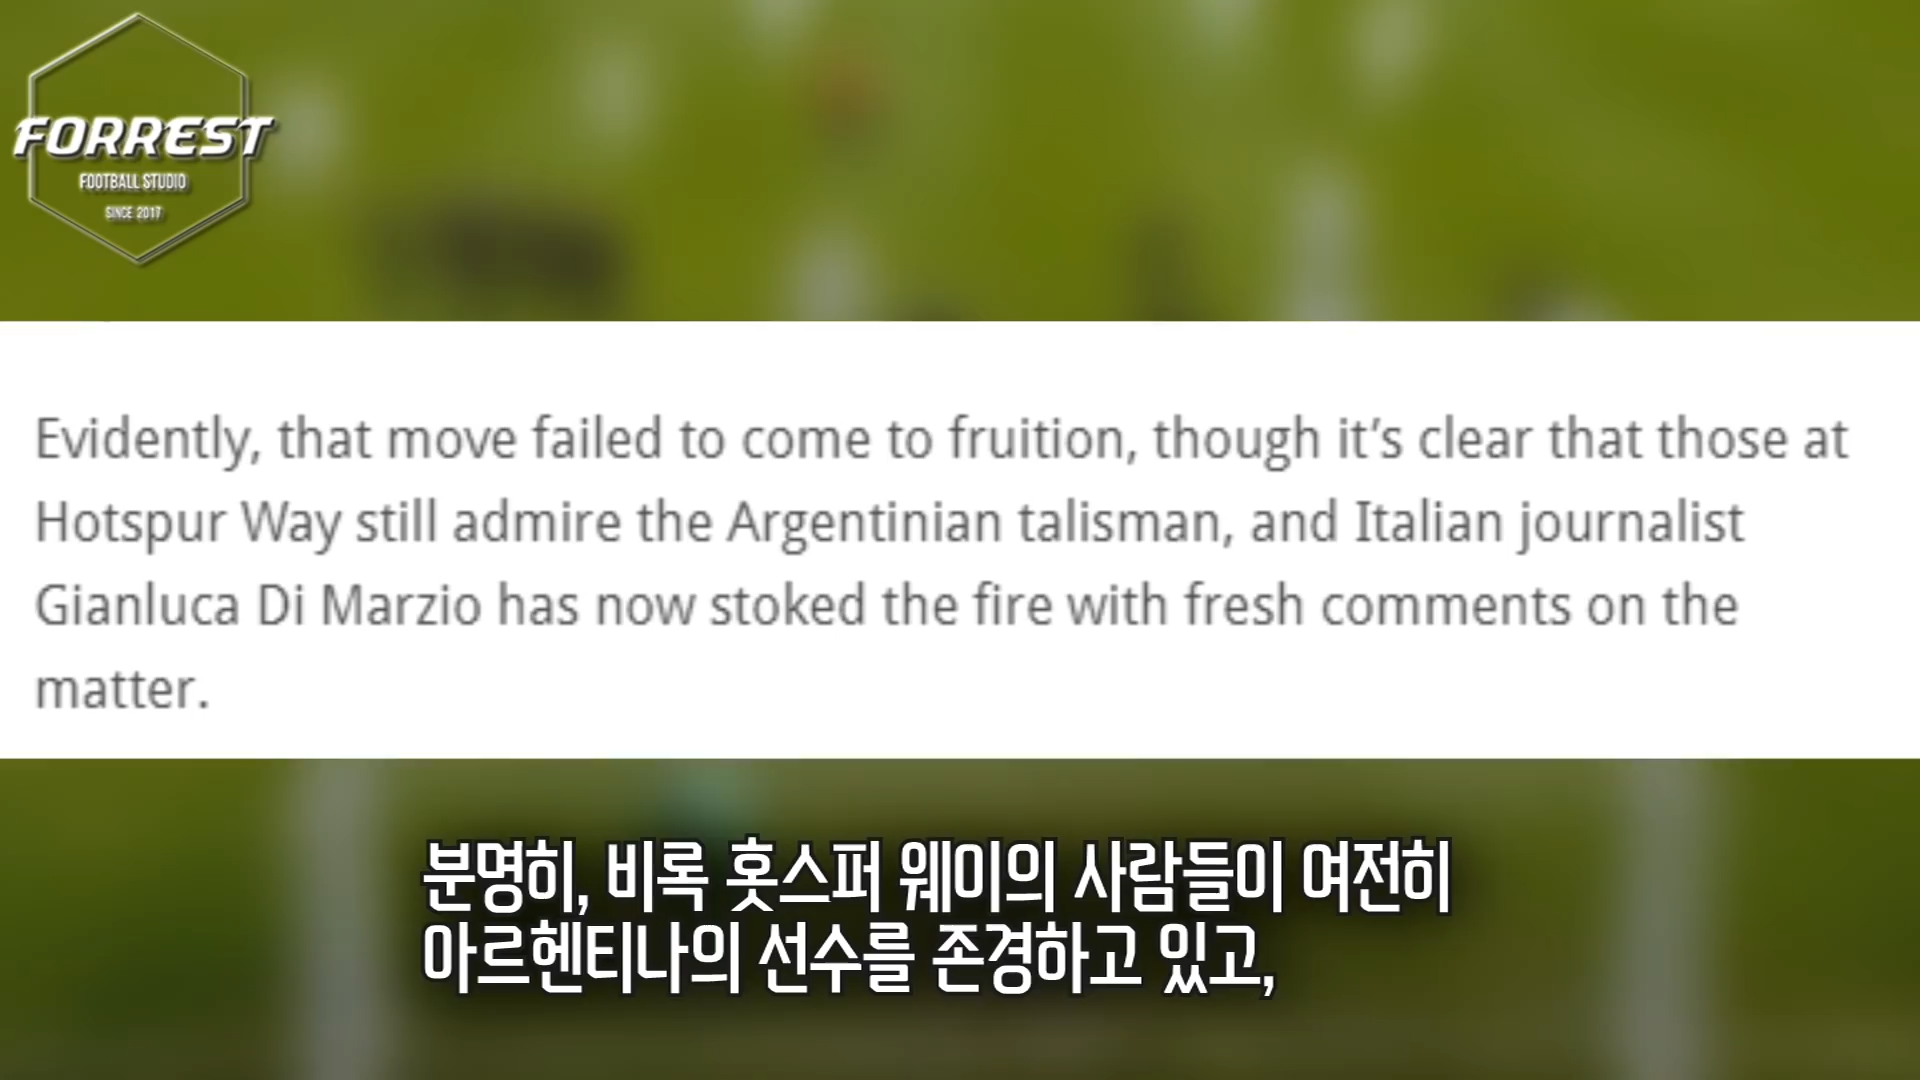 FORREST
FOOTBALL STUDIO
SINCE 2017
Evidently, that move failed to come to fruition, though it’s clear that those at
Hotspur Way still admire the Argentinian talisman, and Italian journalist
Gianluca Di Marzio has now stoked the fire with fresh comments on the
matter.
분명히, 비록 홋스퍼 웨이의 사람들이 여전히
아르헨티나의 선수를 존경하고 있고,